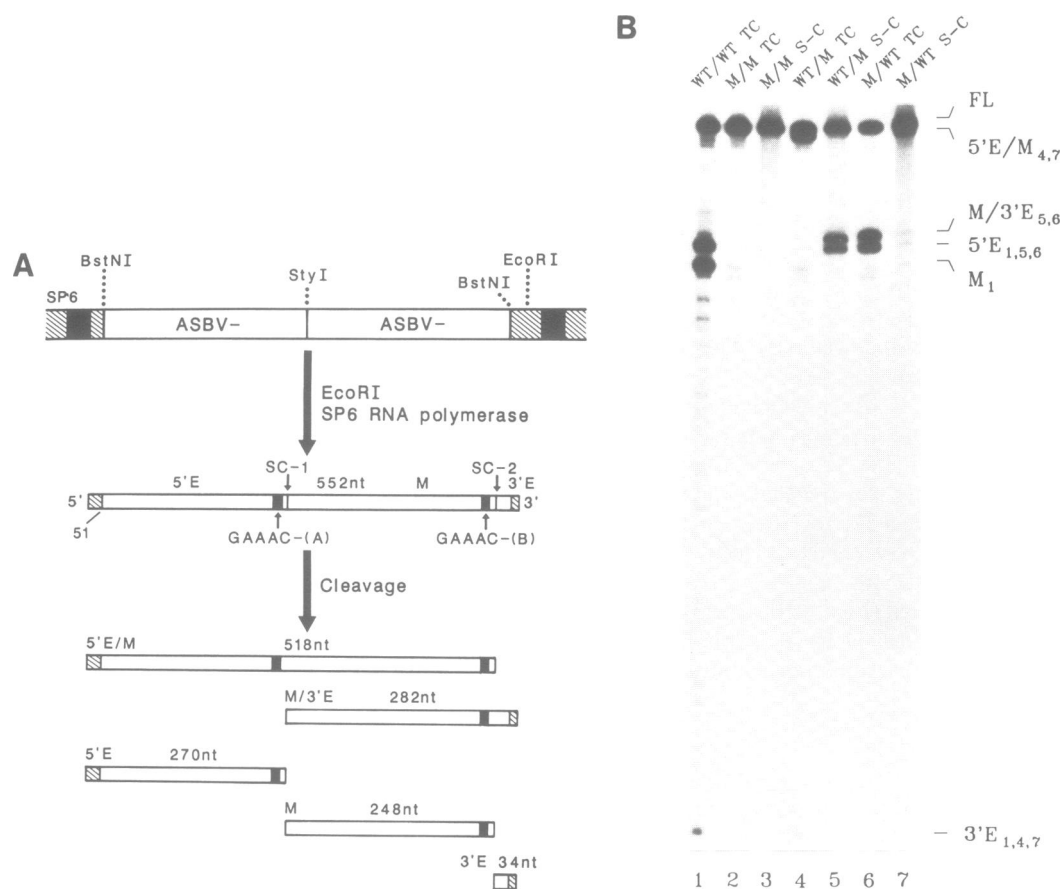 A
BstNI
StyI
BstNI
EcoRI
SP6
ASBV-
ASBV-
EcoRI
SP6 RNA polymerase
SC-1
SC-2
5'E
552nt
M
3'E
5'
3'
51
GAAAC-(A)
GAAAC-(B)
Cleavage
5'E/M
518nt
M/3'E
282nt
5'E
270nt
M
248nt
3'E 34nt
B
WT/WT TC
M/M TC
M/M S-C
WT/M TC
WT/M S-C
M/WT TC
M/WT S-C
FL
5'E/M4,7
M/3'E5,6
5'E1,5,6
M1
3'E1,4,7
1 2 3 4 5 6 7